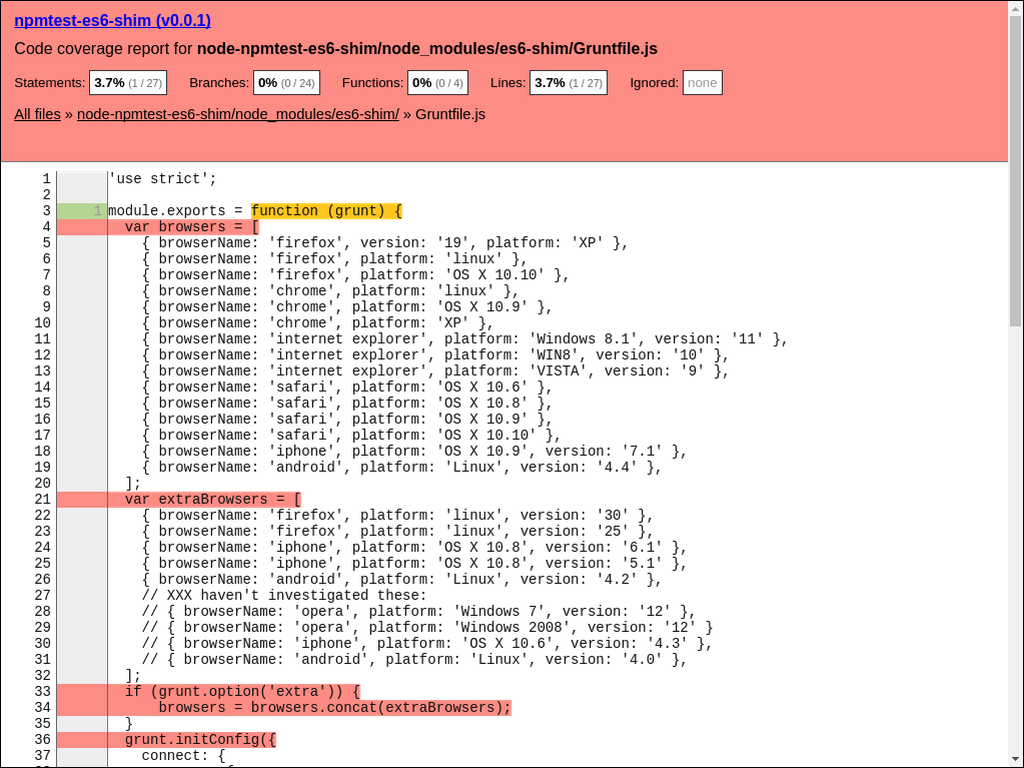 npmtest-es6-shim (v0.0.1)
Code coverage report for node-npmtest-es6-shim/node_modules/es6-shim/Gruntfile.js
Statements: 3.7% (1 / 27) Branches: 0% (0 / 24) Functions: 0% (0 / 4) Lines: 3.7% (1 / 27) Ignored: none
All files » node-npmtest-es6-shim/node_modules/es6-shim/ » Gruntfile.js
1 'use strict';
2
3 1 module.exports = function (grunt) {
4 var browsers = [
5 { browserName: 'firefox', version: '19', platform: 'XP' },
6 { browserName: 'firefox', platform: 'linux' },
7 { browserName: 'firefox', platform: 'OS X 10.10' },
8 { browserName: 'chrome', platform: 'linux' },
9 { browserName: 'chrome', platform: 'OS X 10.9' },
10 { browserName: 'chrome', platform: 'XP' },
11 { browserName: 'internet explorer', platform: 'Windows 8.1', version: '11' },
12 { browserName: 'internet explorer', platform: 'WIN8', version: '10' },
13 { browserName: 'internet explorer', platform: 'VISTA', version: '9' },
14 { browserName: 'safari', platform: 'OS X 10.6' },
15 { browserName: 'safari', platform: 'OS X 10.8' },
16 { browserName: 'safari', platform: 'OS X 10.9' },
17 { browserName: 'safari', platform: 'OS X 10.10' },
18 { browserName: 'iphone', platform: 'OS X 10.9', version: '7.1' },
19 { browserName: 'android', platform: 'Linux', version: '4.4' },
20 ];
21 var extraBrowsers = [
22 { browserName: 'firefox', platform: 'linux', version: '30' },
23 { browserName: 'firefox', platform: 'linux', version: '25' },
24 { browserName: 'iphone', platform: 'OS X 10.8', version: '6.1' },
25 { browserName: 'iphone', platform: 'OS X 10.8', version: '5.1' },
26 { browserName: 'android', platform: 'Linux', version: '4.2' },
27 // XXX haven't investigated these:
28 // { browserName: 'opera', platform: 'Windows 7', version: '12' },
29 // { browserName: 'opera', platform: 'Windows 2008', version: '12' }
30 // { browserName: 'iphone', platform: 'OS X 10.6', version: '4.3' },
31 // { browserName: 'android', platform: 'Linux', version: '4.0' },
32 ];
33 if (grunt.option('extra')) {
34 browsers = browsers.concat(extraBrowsers);
35 }
36 grunt.initConfig({
37 connect: {